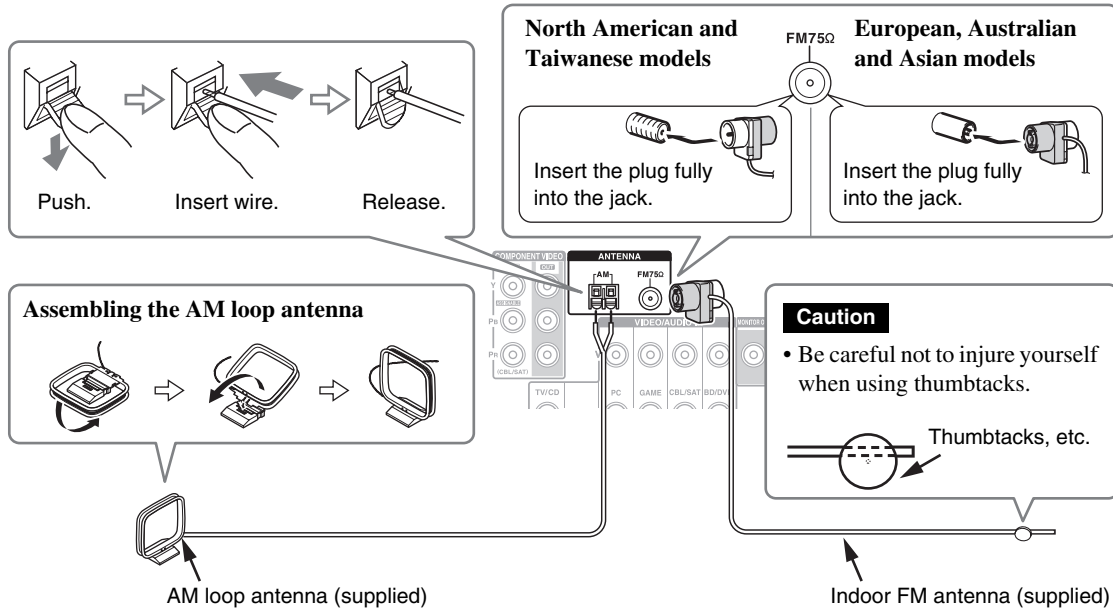 North American and
Taiwanese models
FM75Ω
European, Australian
and Asian models
Insert the plug fully
into the jack.
Insert the plug fully
into the jack.
Push.
Insert wire.
Release.
COMPONENT VIDEO
OUT
Y
PB
PR
(CBL/SAT)
ANTENNA
AM
FM75Ω
VIDEO/AUDIO
MONITOR O
V
TV/CD
PC
GAME
CBL/SAT
BD/DV
Assembling the AM loop antenna
Caution
• Be careful not to injure yourself
when using thumbtacks.
Thumbtacks, etc.
AM loop antenna (supplied)
Indoor FM antenna (supplied)